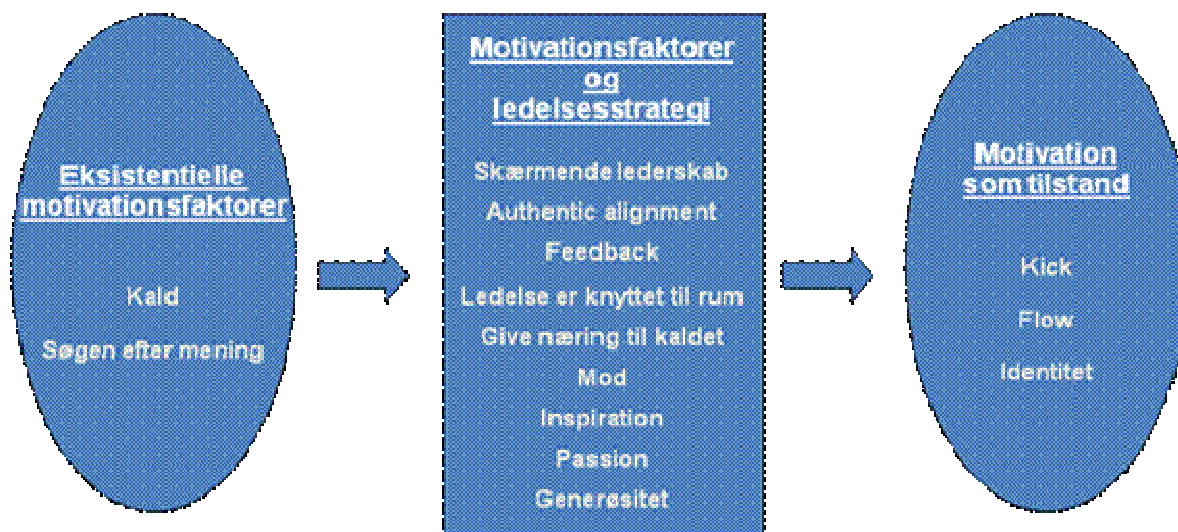 Eksistentielle
motivationsfaktorer
Kald
Søgen efter mening
Motivationsfaktorer
og
ledelsesstrategi
Skærmende lederskab
Authentic alignment
Feedback
Ledelse er knyttet til rum
Give næring til kaldet
Mod
Inspiration
Passion
Generøsitet
Motivation
som tilstand
Kick
Flow
Identitet